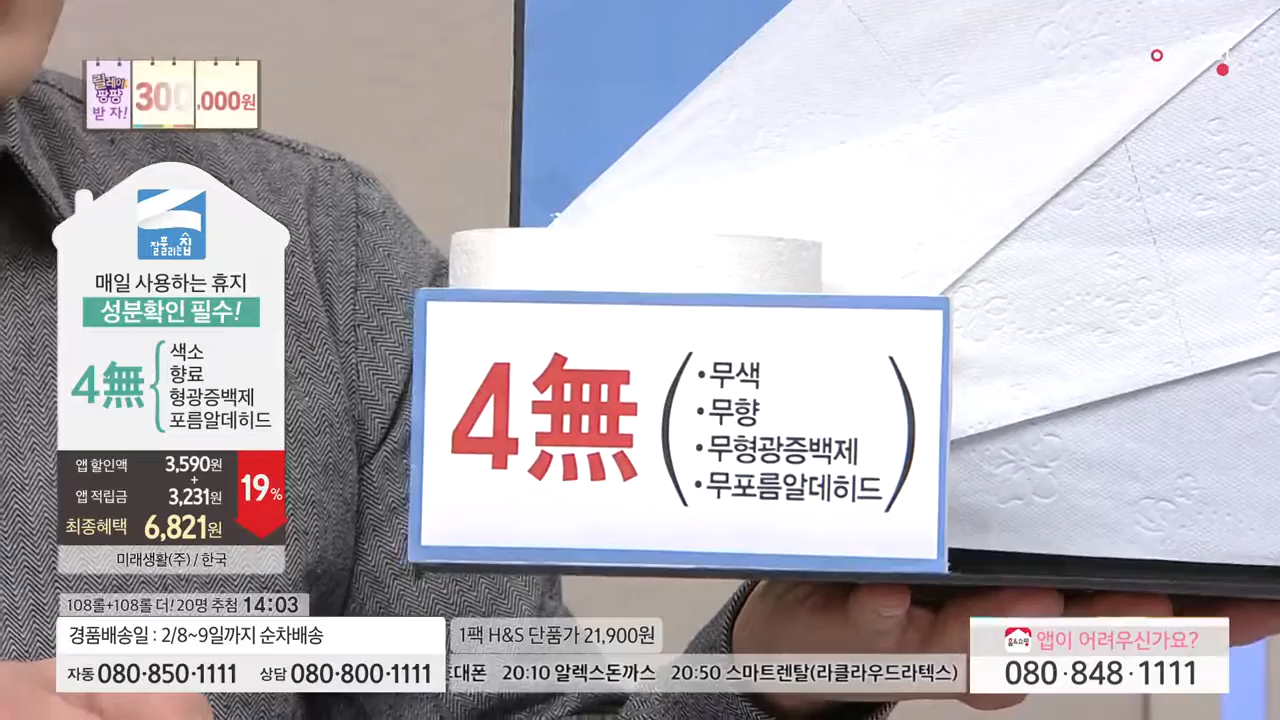 릴레이
팡팡
받자!
300,000원
잘풀리는집
매일 사용하는 휴지
성분확인 필수!
4無
색소
향료
형광증백제
포름알데히드
앱 할인액 3,590원
+
앱 적립금 3,231원
최종혜택 6,821원
19%
미래생활(주) / 한국
4無
·무색
·무향
·무형광증백제
·무포름알데히드
108롤+108롤 더! 20명 추첨 14:03
경품배송일 : 2/8~9일까지 순차배송
자동 080·850·1111 상담 080·800·1111
1팩 H&S 단품가 21,900원
대폰 20:10 알렉스돈까스 20:50 스마트렌탈(라클라우드라텍스)
홈&쇼핑 앱이 어려우신가요?
080·848·1111